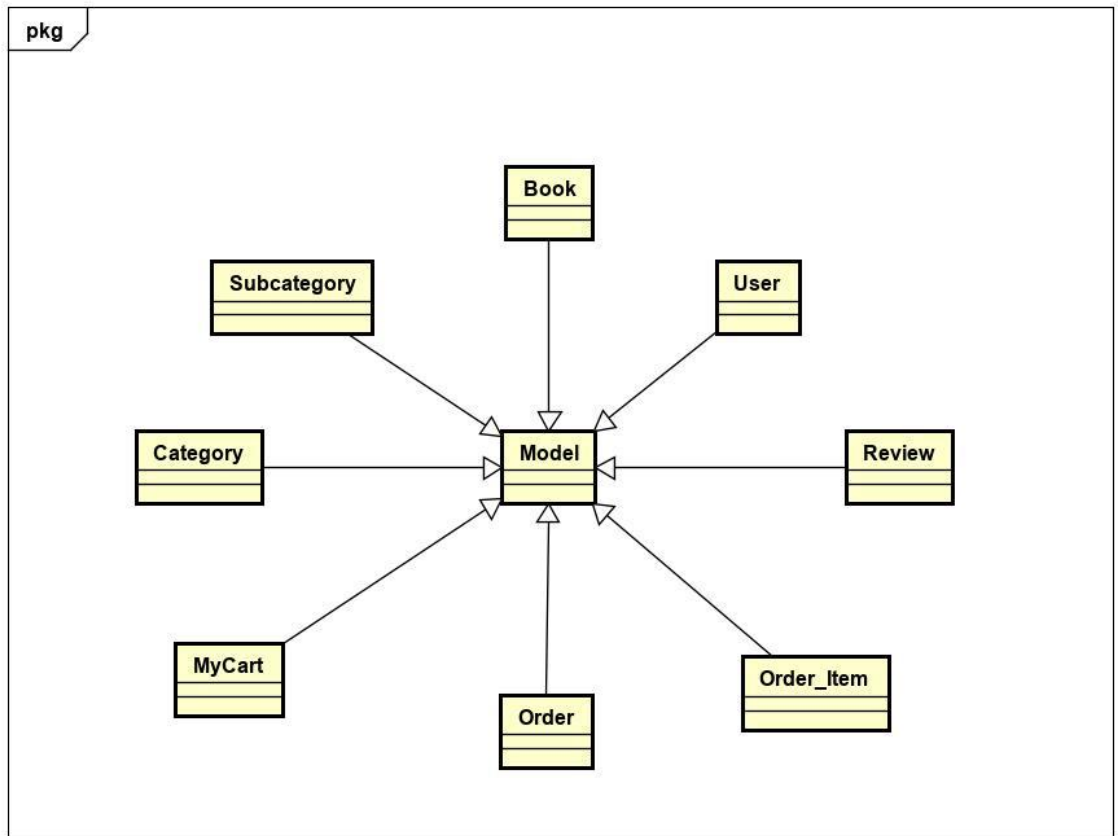 pkg
Book
Subcategory
User
Category
Model
Review
MyCart
Order_Item
Order